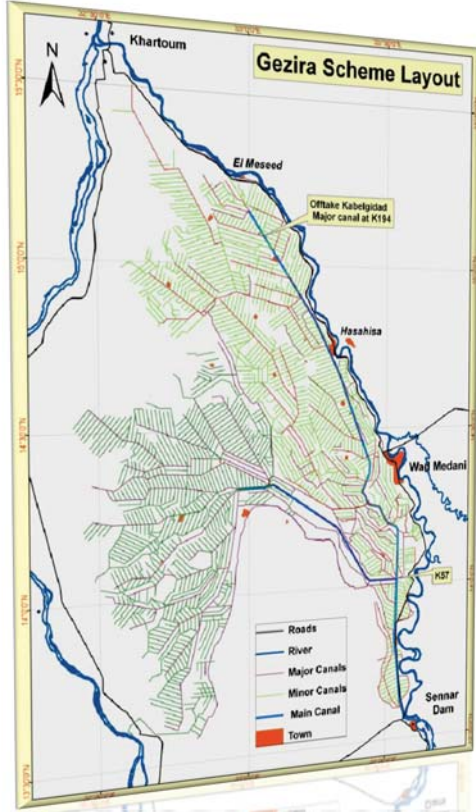 Khartoum
N
Gezira Scheme Layout
El Meseed
Offtake Kabelgidad
Major canal at K194
Hasahisa
Wad Medani
K57
Roads
River
Major Canals
Minor Canals
Main Canal
Town
Sennar
Dam